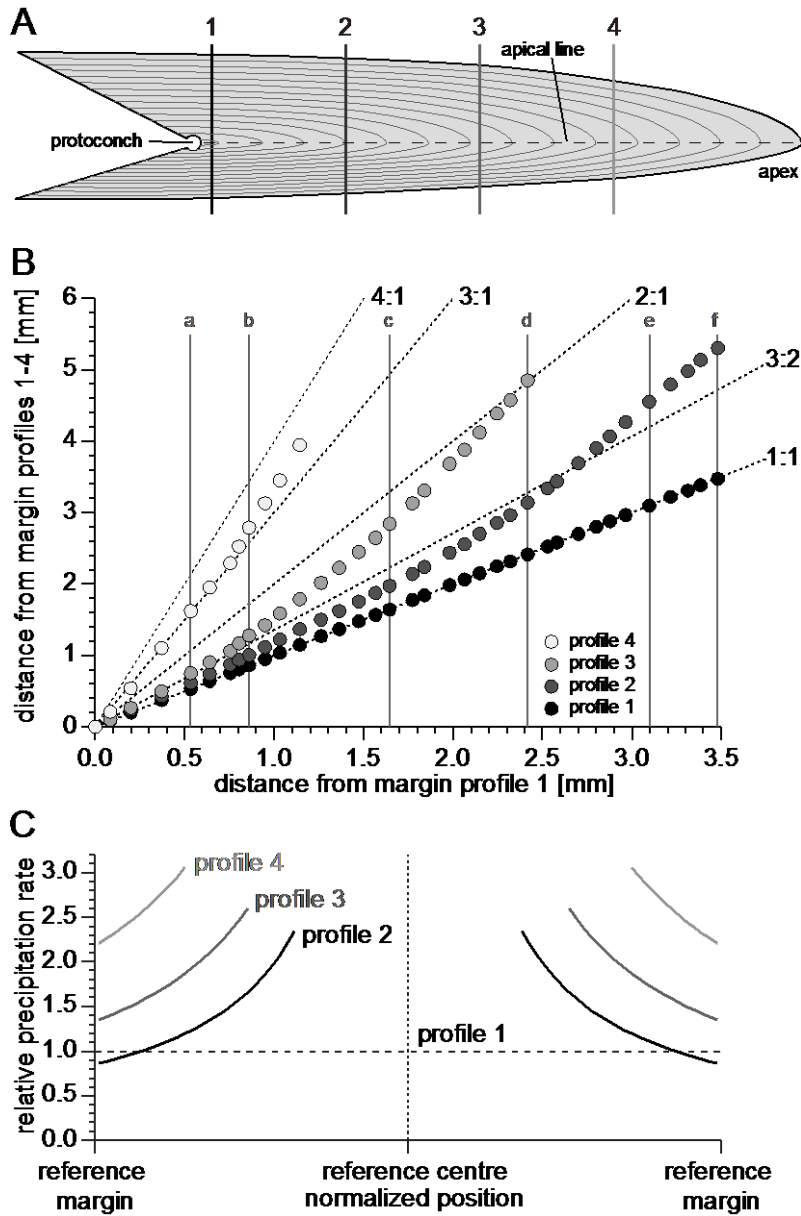 A
1 2 3 4
apical line
protoconch
apex
B
4:1 3:1 2:1
3:2
1:1
a b c d e f
distance from margin profiles 1-4 [mm]
6
5
4
3
2
1
0
profile 4
profile 3
profile 2
profile 1
0.0 0.5 1.0 1.5 2.0 2.5 3.0 3.5
distance from margin profile 1 [mm]
C
relative precipitation rate
3.0
2.5
2.0
1.5
1.0
0.5
0.0
profile 4
profile 3
profile 2
profile 1
reference margin
reference centre
normalized position
reference margin